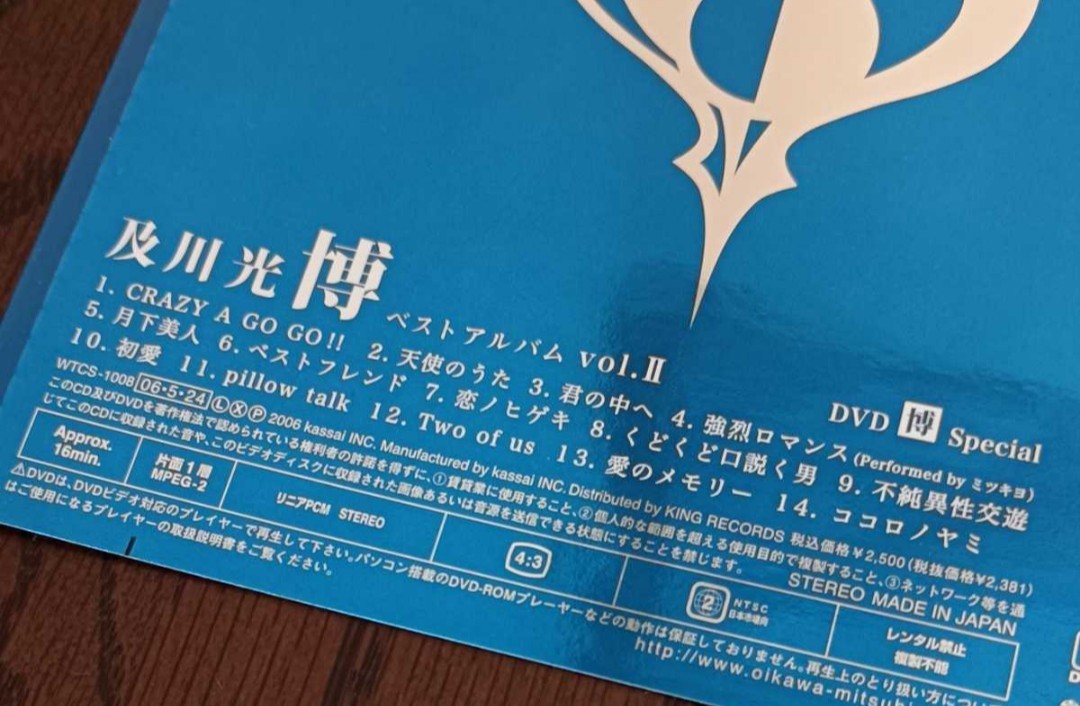 及川光博 ベストアルバム vol.Ⅱ
DVD 博 Special
1. CRAZY A GO GO!! 2. 天使のうた 3. 君の中へ 4. 強烈ロマンス (Performed by ミツキヨ)
5. 月下美人 6. ベストフレンド 7. 恋ノヒゲキ 8. くどくど口説く男 9. 不純異性交遊
10. 初愛 11. pillow talk 12. Two of us 13. 愛のメモリー 14. ココロノヤミ
WTCS-1008 06・5・24 Ⓛ Ⓧ Ⓟ 2006 kassai INC. Manufactured by kassai INC. Distributed by KING RECORDS 税込価格¥2,500(税抜価格¥2,381)
このCD及びDVDを著作権法で認められている権利者の許諾を得ずに、①賃貸業に使用すること、②個人的な範囲を超える使用目的で複製すること、③ネットワーク等を通
じてこのCDに収録された音や、このビデオディスクに収録された画像あるいは音源を送信できる状態にすることを禁じます。 STEREO MADE IN JAPAN
Approx.
16min.
片面1層
MPEG-2
リニアPCM STEREO
4:3
2
NTSC
日本市場向
レンタル禁止
複製不能
⚠DVDは、DVDビデオ対応のプレイヤーで再生して下さい。パソコン搭載のDVD-ROMプレーヤーなどの動作は保証しておりません。再生上のとり扱い方につい
はご使用になるプレイヤーの取扱説明書をご覧ください。
http://www.oikawa-mitsuh